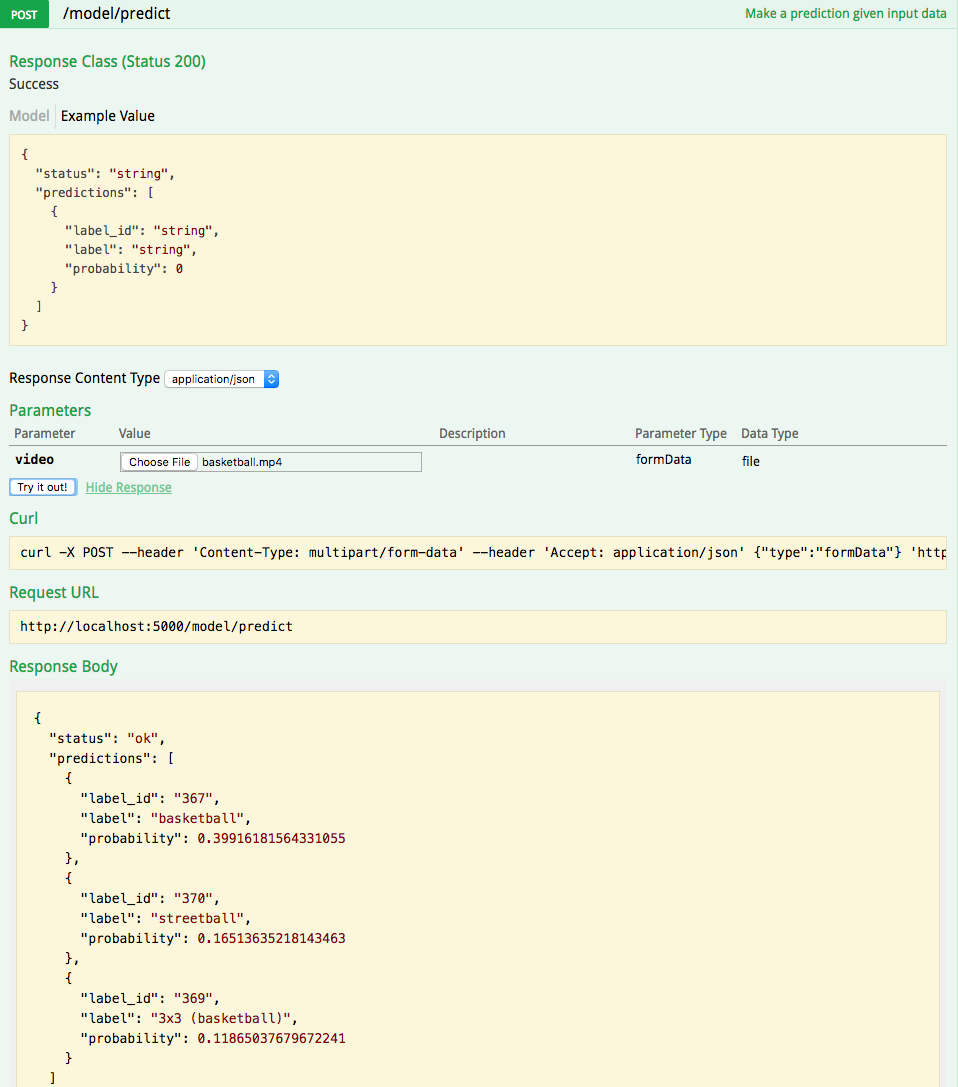 POST /model/predict Make a prediction given input data
Response Class (Status 200)
Success
Model Example Value
{
  "status": "string",
  "predictions": [
    {
      "label_id": "string",
      "label": "string",
      "probability": 0
    }
  ]
}
Response Content Type application/json
Parameters
Parameter Value Description Parameter Type Data Type
video Choose File basketball.mp4 formData file
Try it out! Hide Response
Curl
curl -X POST --header 'Content-Type: multipart/form-data' --header 'Accept: application/json' {"type":"formData"} 'http
Request URL
http://localhost:5000/model/predict
Response Body
{
  "status": "ok",
  "predictions": [
    {
      "label_id": "367",
      "label": "basketball",
      "probability": 0.39916181564331055
    },
    {
      "label_id": "370",
      "label": "streetball",
      "probability": 0.16513635218143463
    },
    {
      "label_id": "369",
      "label": "3x3 (basketball)",
      "probability": 0.11865037679672241
    }
  ]